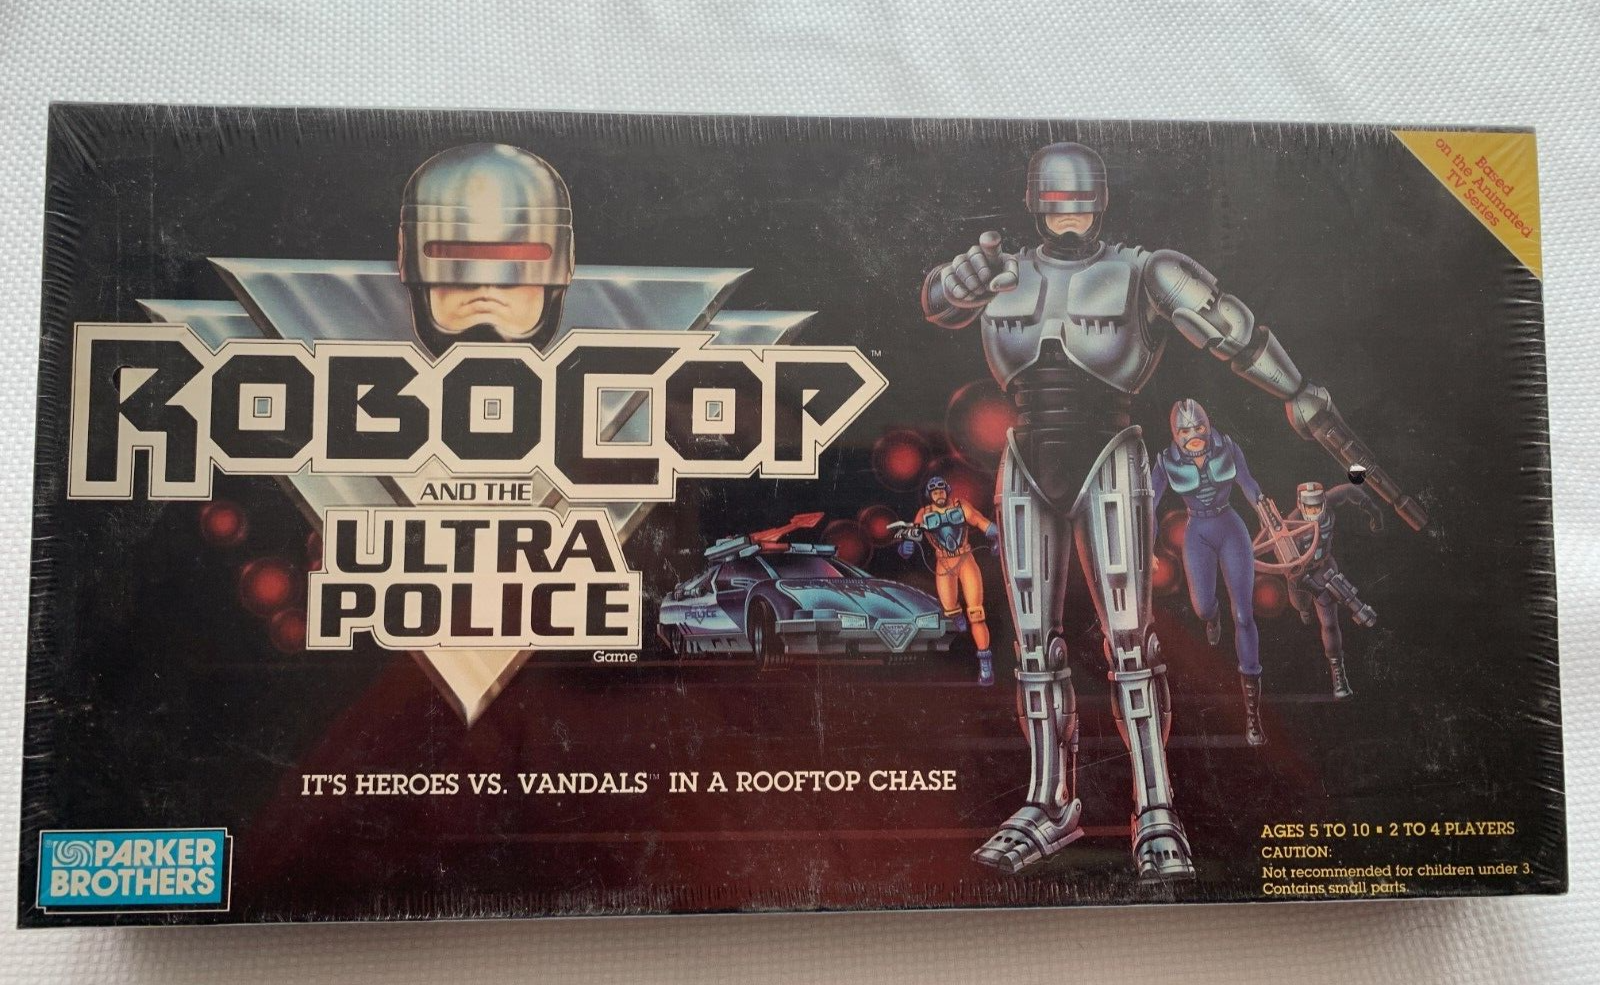 Based
on the Animated
TV Series
ROBOCOP™
AND THE
ULTRA
POLICE
Game
POLICE
IT'S HEROES VS. VANDALS™ IN A ROOFTOP CHASE
PARKER
BROTHERS
AGES 5 TO 10 ▪ 2 TO 4 PLAYERS
CAUTION:
Not recommended for children under 3.
Contains small parts.